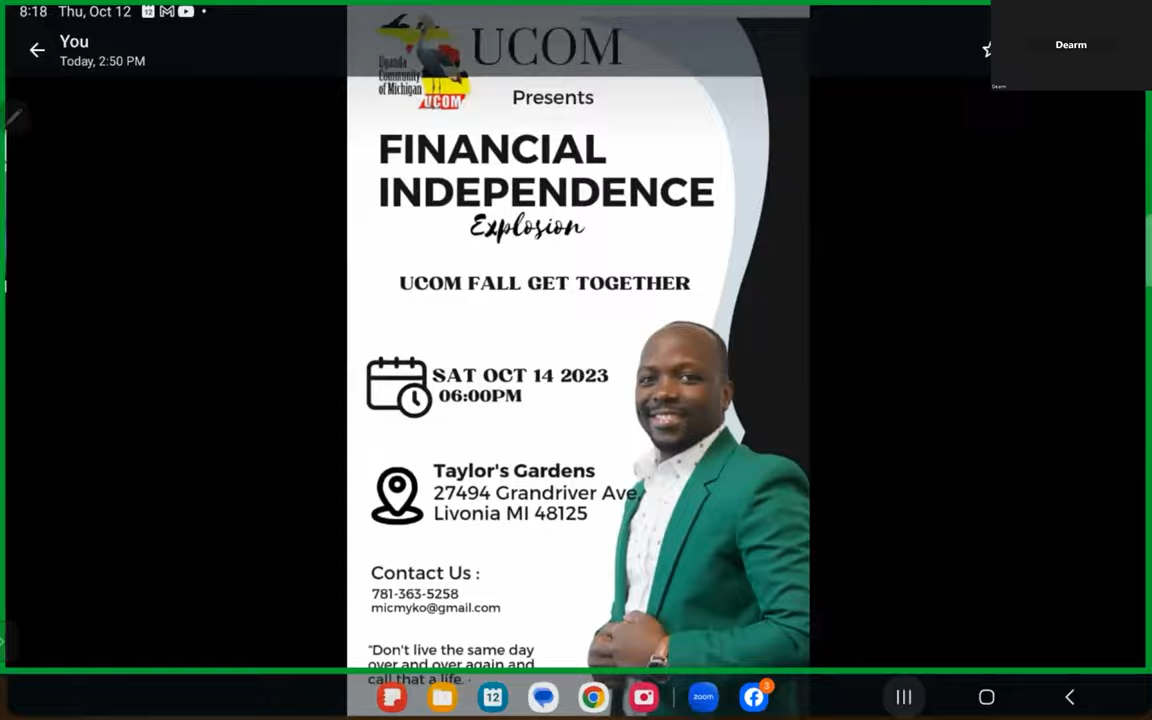 8:18 Thu, Oct 12
You
Today, 2:50 PM
Dearm
Dearm
UCOM
Uganda
Community
of Michigan
UCOM
Presents
FINANCIAL
INDEPENDENCE
Explosion
UCOM FALL GET TOGETHER
SAT OCT 14 2023
06:00PM
Taylor's Gardens
27494 Grandriver Ave,
Livonia MI 48125
Contact Us :
781-363-5258
micmyko@gmail.com
"Don't live the same day
over and over again and
call that a life. -
12
zoom
3